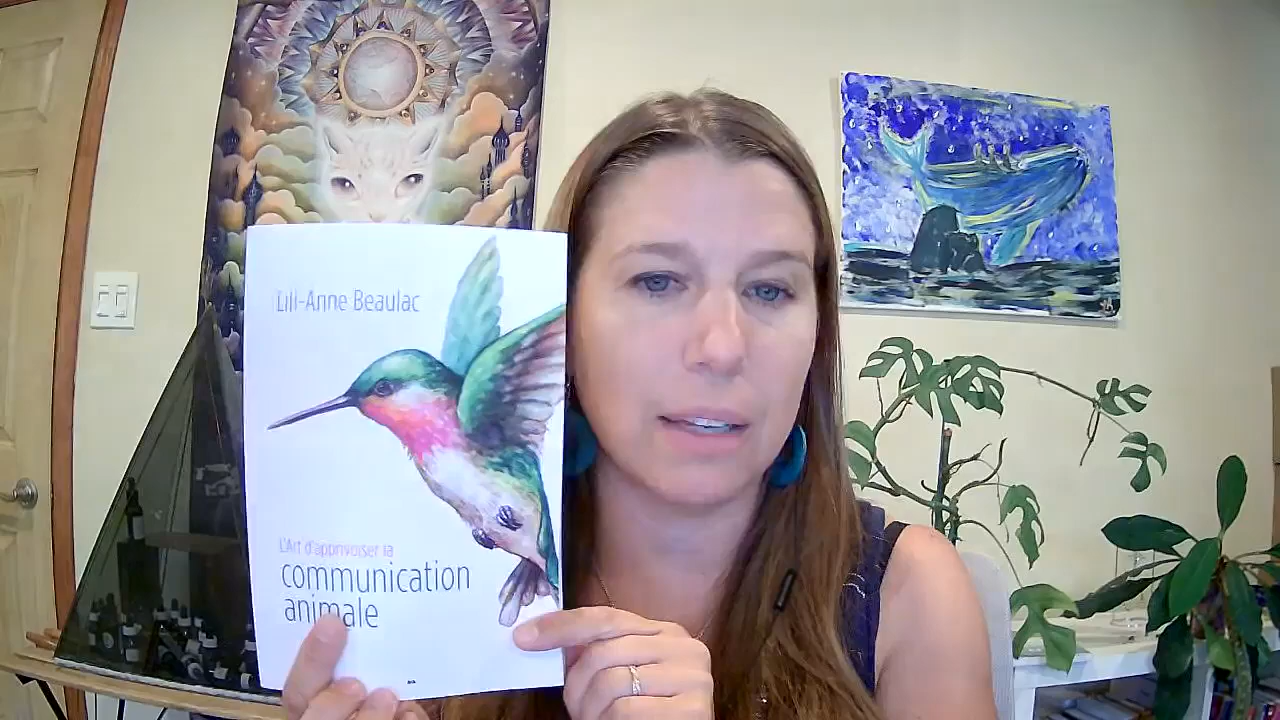 Lili-Anne Beaulac
L'Art d'apprivoiser la
communication
animale